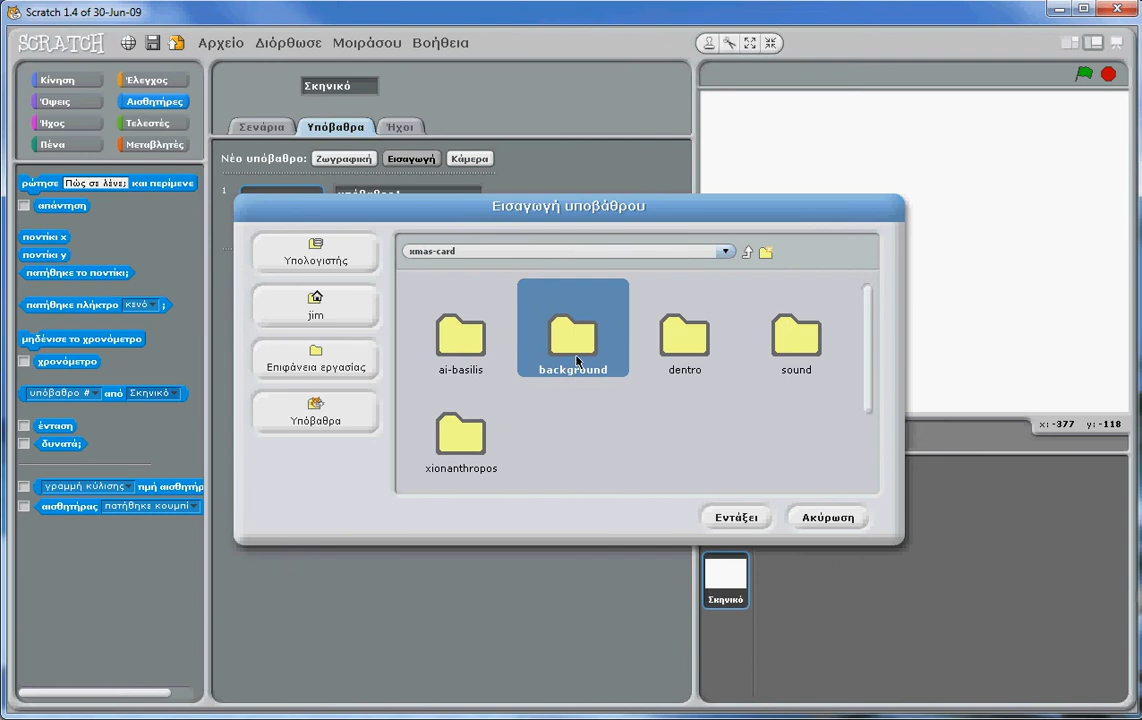 Scratch 1.4 of 30-Jun-09
SCRATCH
Αρχείο Διόρθωσε Μοιράσου Βοήθεια
Κίνηση
Έλεγχος
Όψεις
Αισθητήρες
Ήχος
Τελεστές
Πένα
Μεταβλητές
ρώτησε Πώς σε λένε; και περίμενε
απάντηση
ποντίκι x
ποντίκι y
πατήθηκε το ποντίκι;
πατήθηκε πλήκτρο κενό ;
μηδένισε το χρονόμετρο
χρονόμετρο
υπόβαθρο # από Σκηνικό
ένταση
δυνατά;
γραμμή κύλισης τιμή αισθητήρ
αισθητήρας πατήθηκε κουμπί
Σκηνικό
Σενάρια Υπόβαθρα Ήχοι
Νέο υπόβαθρο: Ζωγραφική Εισαγωγή Κάμερα
1
Εισαγωγή υποβάθρου
Υπολογιστής
jim
Επιφάνεια εργασίας
Υπόβαθρα
xmas-card
ai-basilis
background
dentro
sound
xionanthropos
Εντάξει Ακύρωση
x: -377 y: -118
Σκηνικό